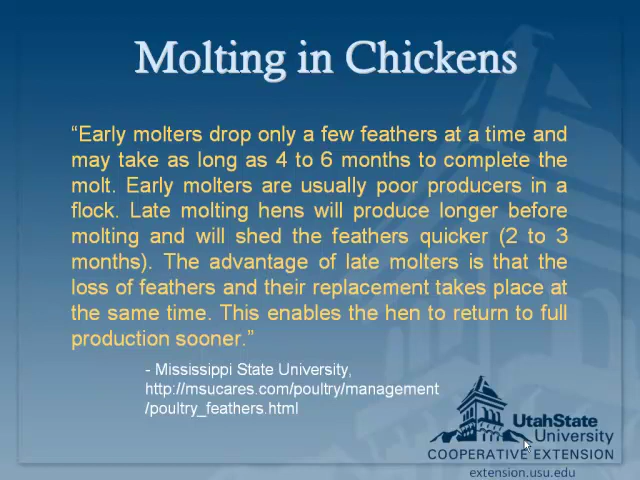 Molting in Chickens
“Early molters drop only a few feathers at a time and
may take as long as 4 to 6 months to complete the
molt. Early molters are usually poor producers in a
flock. Late molting hens will produce longer before
molting and will shed the feathers quicker (2 to 3
months). The advantage of late molters is that the
loss of feathers and their replacement takes place at
the same time. This enables the hen to return to full
production sooner.”
- Mississippi State University,
http://msucares.com/poultry/management
/poultry_feathers.html
UtahState
University
COOPERATIVE EXTENSION
extension.usu.edu